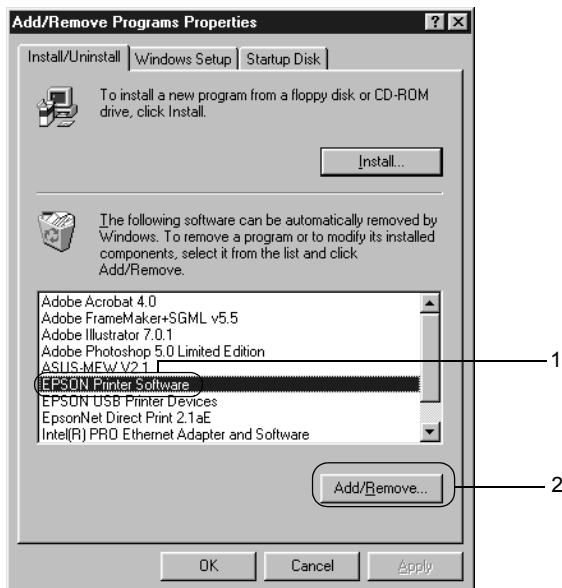 Add/Remove Programs Properties
Install/Uninstall Windows Setup Startup Disk
To install a new program from a floppy disk or CD-ROM
drive, click Install.
Install...
The following software can be automatically removed by
Windows. To remove a program or to modify its installed
components, select it from the list and click
Add/Remove.
Adobe Acrobat 4.0
Adobe FrameMaker+SGML v5.5
Adobe Illustrator 7.0.1
Adobe Photoshop 5.0 Limited Edition
ASUS-MEW V2.1
1
EPSON Printer Software
EPSON USB Printer Devices
EpsonNet Direct Print 2.1aE
Intel(R) PRO Ethernet Adapter and Software
Add/Remove...
2
OK Cancel Apply